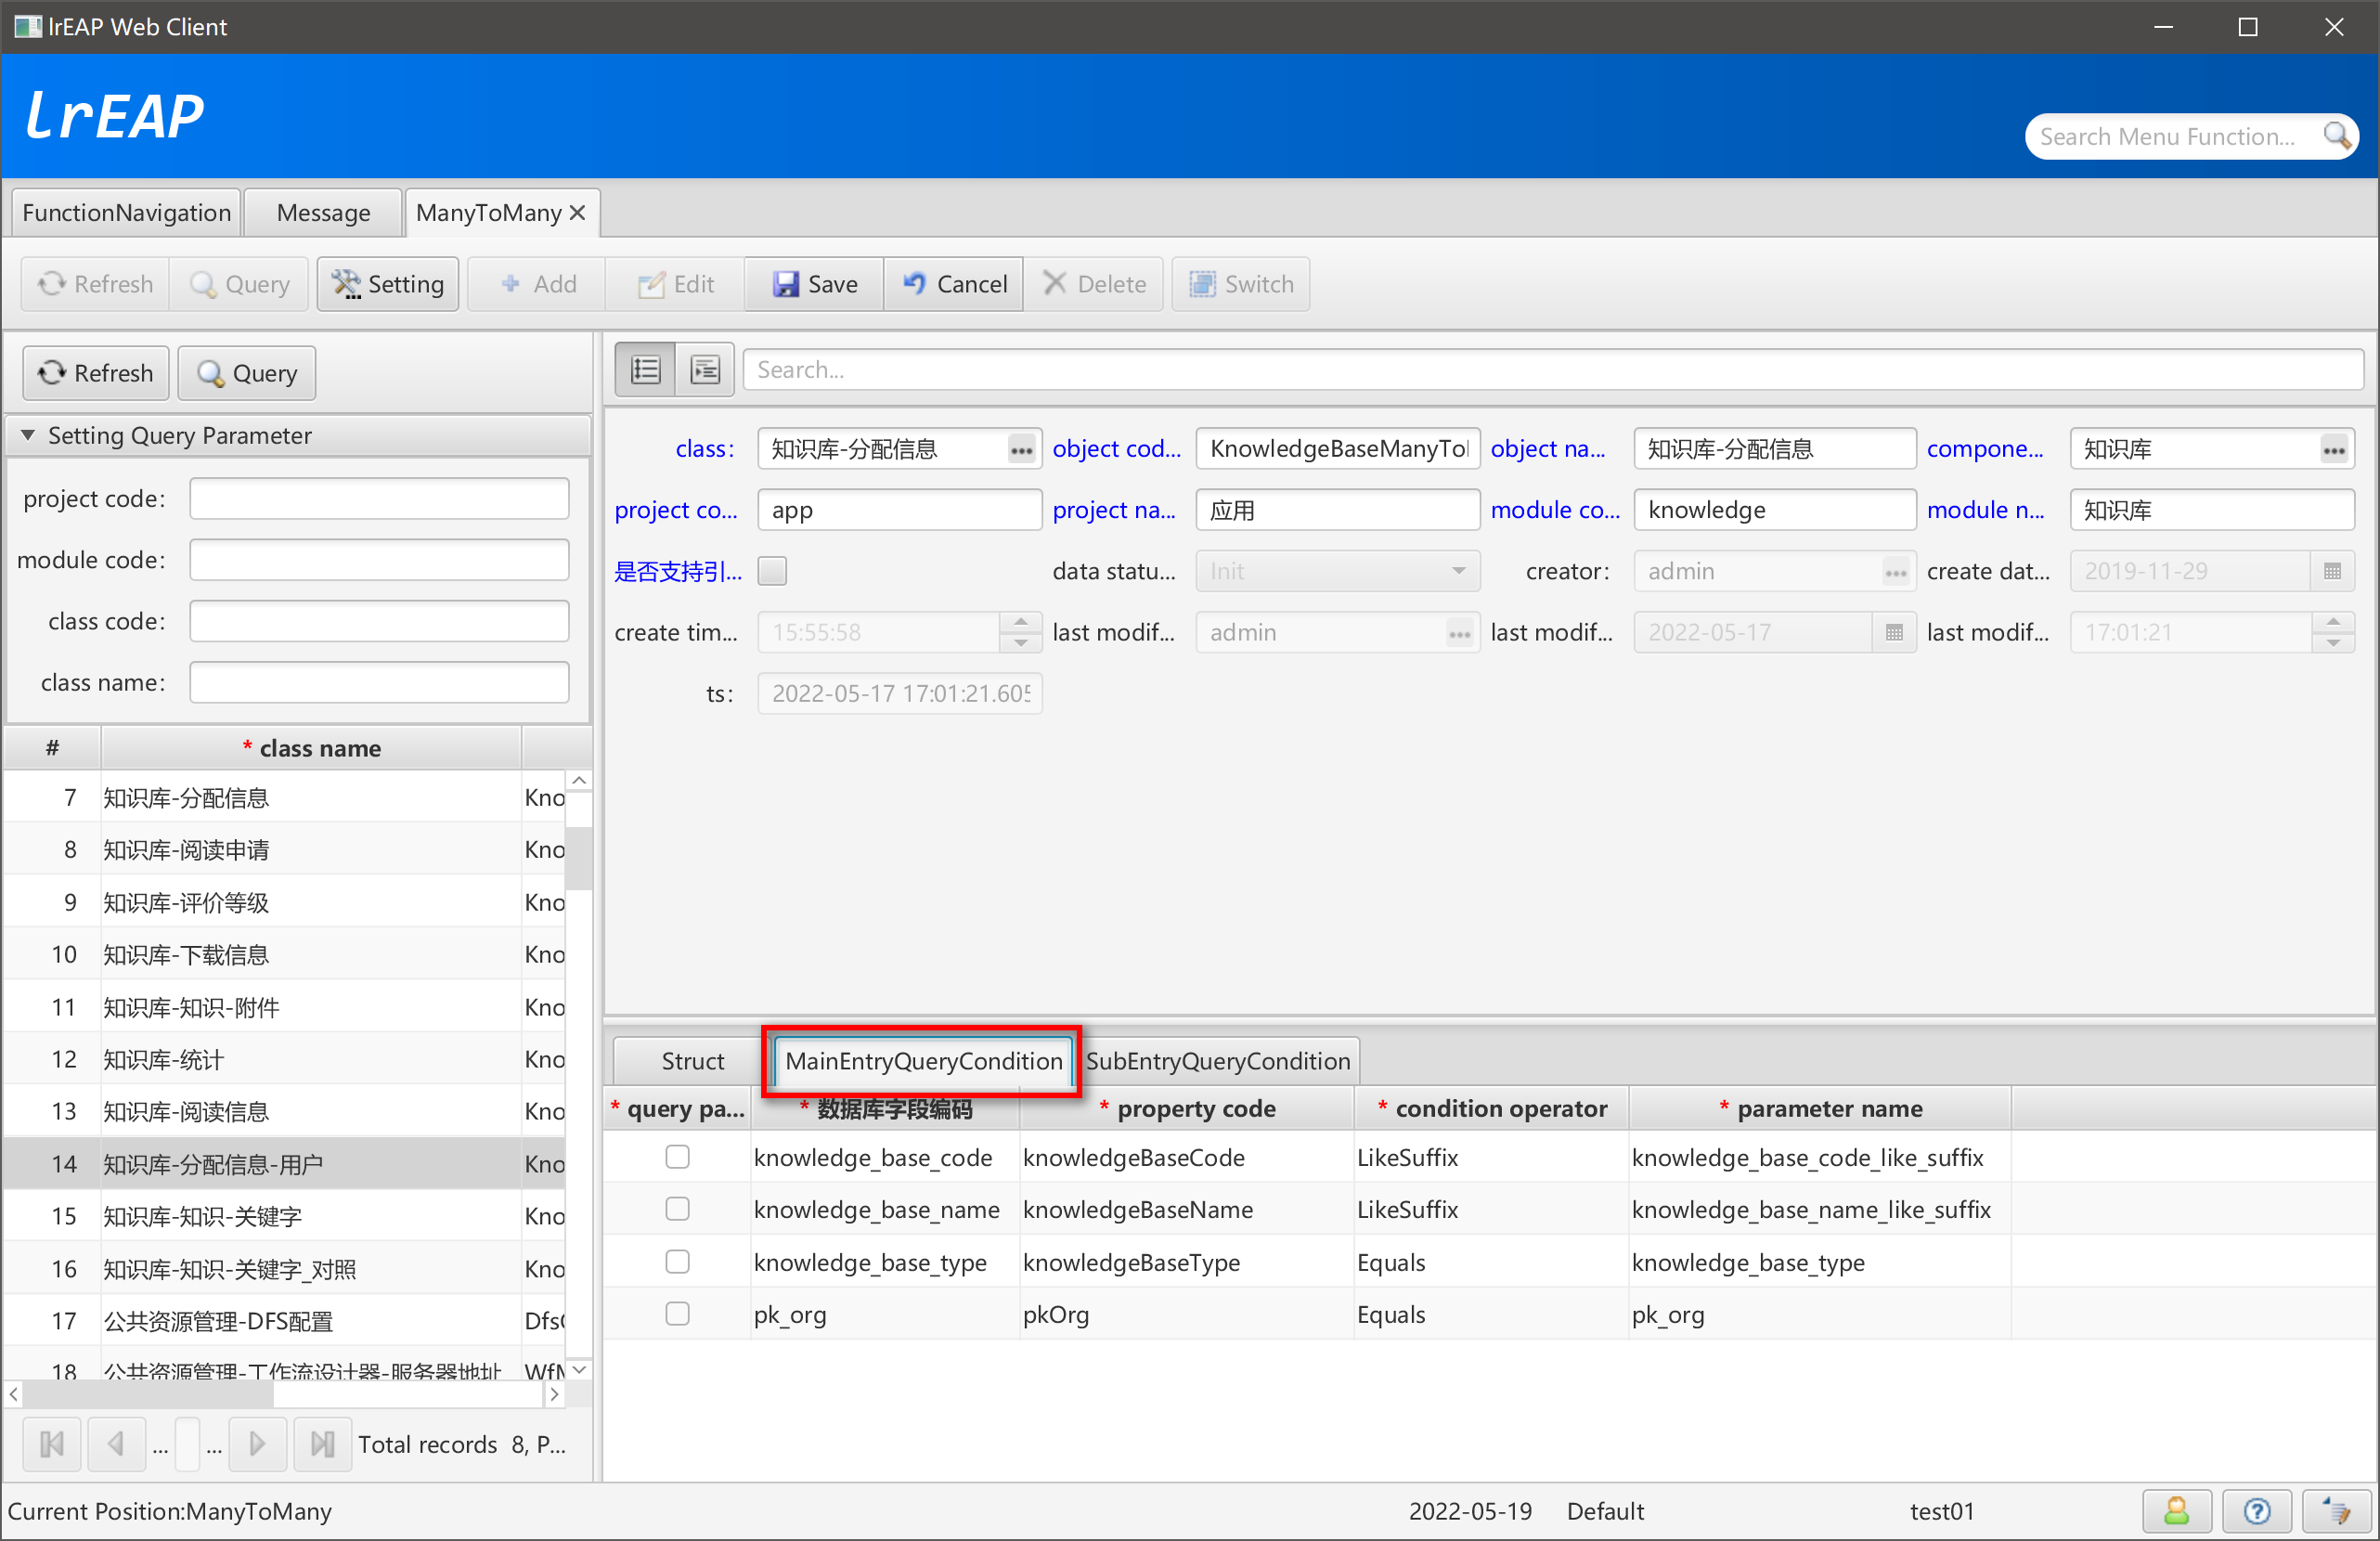 lrEAP Web Client
lrEAP
Search Menu Function...
FunctionNavigation Message ManyToMany
Refresh Query Setting Add Edit Save Cancel Delete Switch
Refresh Query
Search...
Setting Query Parameter
project code:
module code:
class code:
class name:
# * class name
7 知识库-分配信息 Kno
8 知识库-阅读申请 Kno
9 知识库-评价等级 Kno
10 知识库-下载信息 Kno
11 知识库-知识-附件 Kno
12 知识库-统计 Kno
13 知识库-阅读信息 Kno
14 知识库-分配信息-用户 Kno
15 知识库-知识-关键字 Kno
16 知识库-知识-关键字_对照 Kno
17 公共资源管理-DFS配置 Dfs
18 公共资源管理-工作流设计器-服务器地址 Wf
... ... Total records 8, P...
class: 知识库-分配信息 ... object cod... KnowledgeBaseManyTo object na... 知识库-分配信息 compone... 知识库 ...
project co... app project na... 应用 module co... knowledge module n... 知识库
是否支持引... data statu... Init creator: admin ... create dat... 2019-11-29
create tim... 15:55:58 last modif... admin ... last modif... 2022-05-17 last modif... 17:01:21
ts: 2022-05-17 17:01:21.605
Struct MainEntryQueryCondition SubEntryQueryCondition
* query pa... * 数据库字段编码 * property code * condition operator * parameter name
knowledge_base_code knowledgeBaseCode LikeSuffix knowledge_base_code_like_suffix
knowledge_base_name knowledgeBaseName LikeSuffix knowledge_base_name_like_suffix
knowledge_base_type knowledgeBaseType Equals knowledge_base_type
pk_org pkOrg Equals pk_org
Current Position:ManyToMany 2022-05-19 Default test01